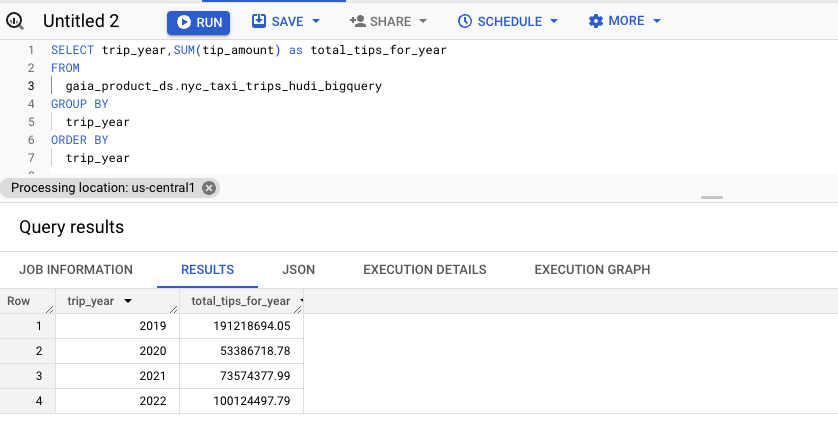 Untitled 2 RUN SAVE SHARE SCHEDULE MORE
1 SELECT trip_year,SUM(tip_amount) as total_tips_for_year
2 FROM
3 gaia_product_ds.nyc_taxi_trips_hudi_bigquery
4 GROUP BY
5 trip_year
6 ORDER BY
7 trip_year
Processing location: us-central1
Query results
JOB INFORMATION RESULTS JSON EXECUTION DETAILS EXECUTION GRAPH
Row trip_year total_tips_for_year
1 2019 191218694.05
2 2020 53386718.78
3 2021 73574377.99
4 2022 100124497.79